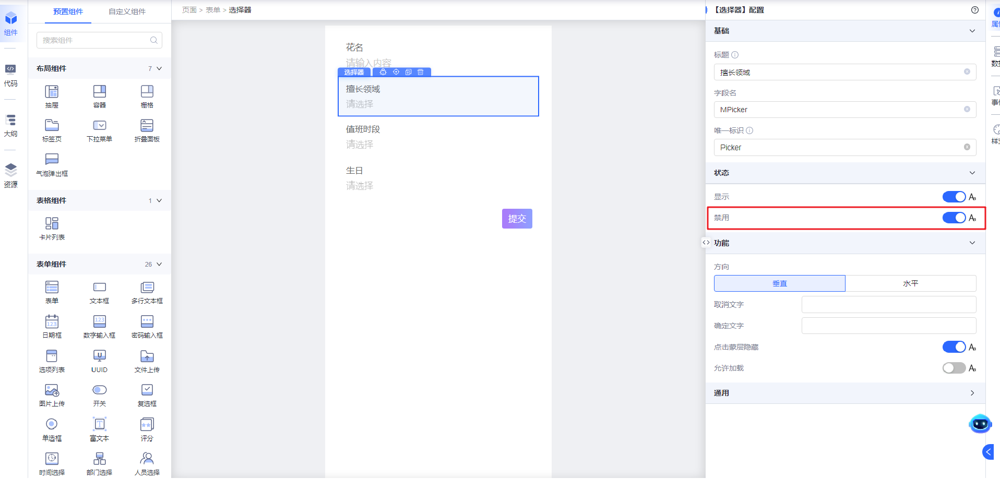 组件
代码
大纲
资源
预置组件
自定义组件
搜索组件
布局组件 7
抽屉 容器 栅格
标签页 下拉菜单 折叠面板
气泡弹出框
表格组件 1
卡片列表
表单组件 26
表单 文本框 多行文本框
日期框 数字输入框 密码输入框
选项列表 UUID 文件上传
图片上传 开关 复选框
单选框 富文本 评分
时间选择 部门选择 人员选择
页面 > 表单 > 选择器
花名
请输入内容
选择器
擅长领域
请选择
值班时段
请选择
生日
请选择
提交
【选择器】配置
基础
标题
擅长领域
字段名
MPicker
唯一标识
Picker
状态
显示
禁用
功能
方向
垂直 水平
取消文字
确定文字
点击蒙层隐藏
允许加载
通用